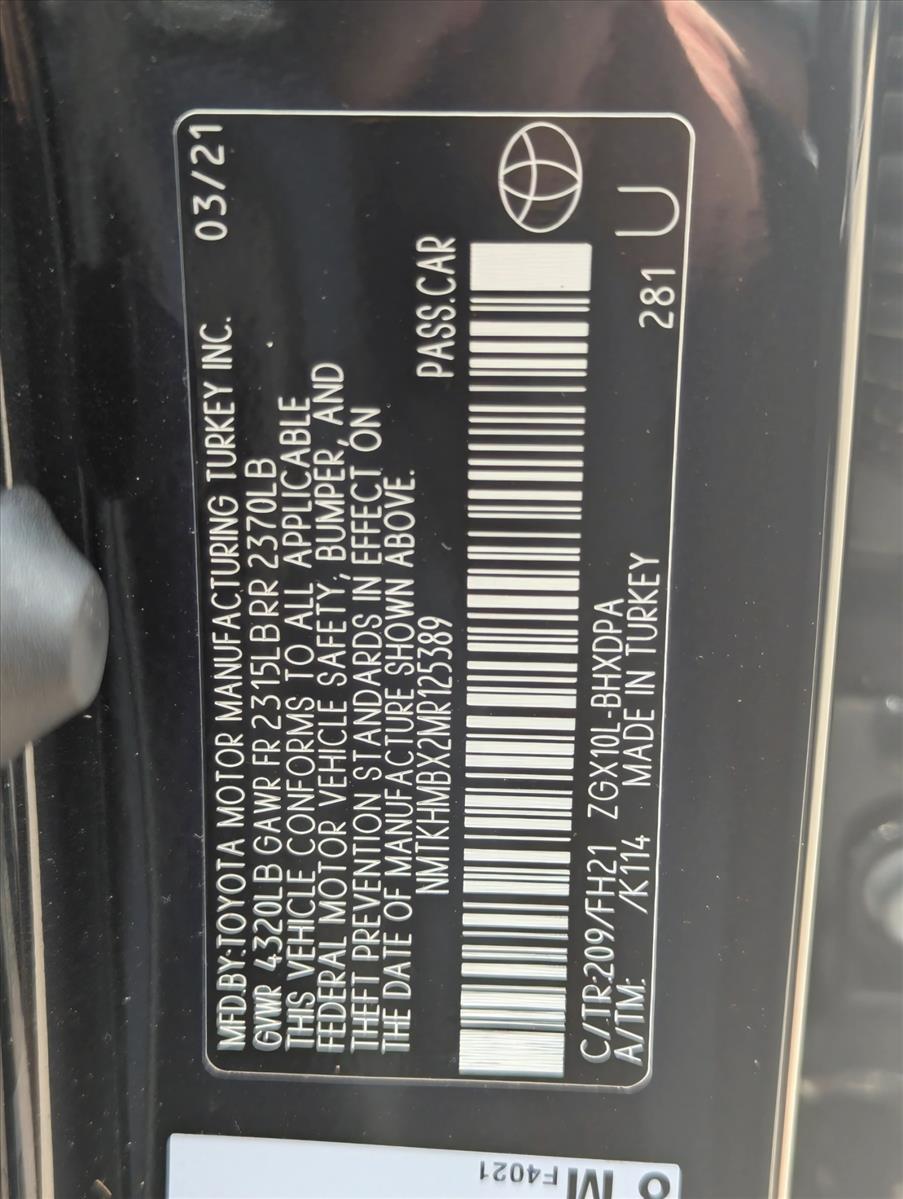 MFD.BY:TOYOTA MOTOR MANUFACTURING TURKEY INC. 03/21
GVWR 4320LB GAWR FR 2315LB RR 2370LB
THIS VEHICLE CONFORMS TO ALL APPLICABLE
FEDERAL MOTOR VEHICLE SAFETY, BUMPER, AND
THEFT PREVENTION STANDARDS IN EFFECT ON
THE DATE OF MANUFACTURE SHOWN ABOVE.
NMTKHMBX2MR125389 PASS.CAR
C/TR:209/FH21 ZGX10L-BHXDPA
A/TM: /K114 MADE IN TURKEY 281 U
F4021